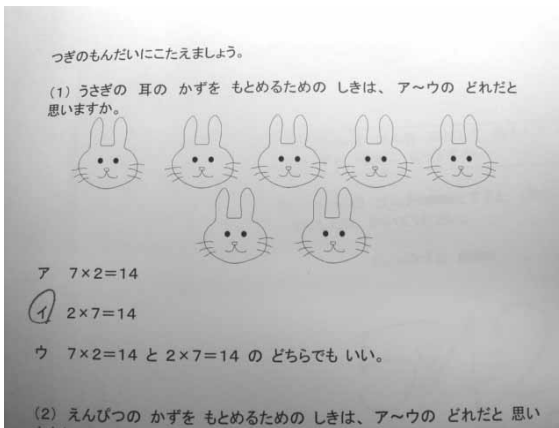 つぎのもんだいにこたえましょう。
(1) うさぎの 耳の かずを もとめるための しきは、ア～ウの どれだと
思いますか。
ア 7×2=14
イ 2×7=14
ウ 7×2=14 と 2×7=14 の どちらでも いい。
(2) えんぴつの かずを もとめるための しきは、ア～ウの どれだと 思い